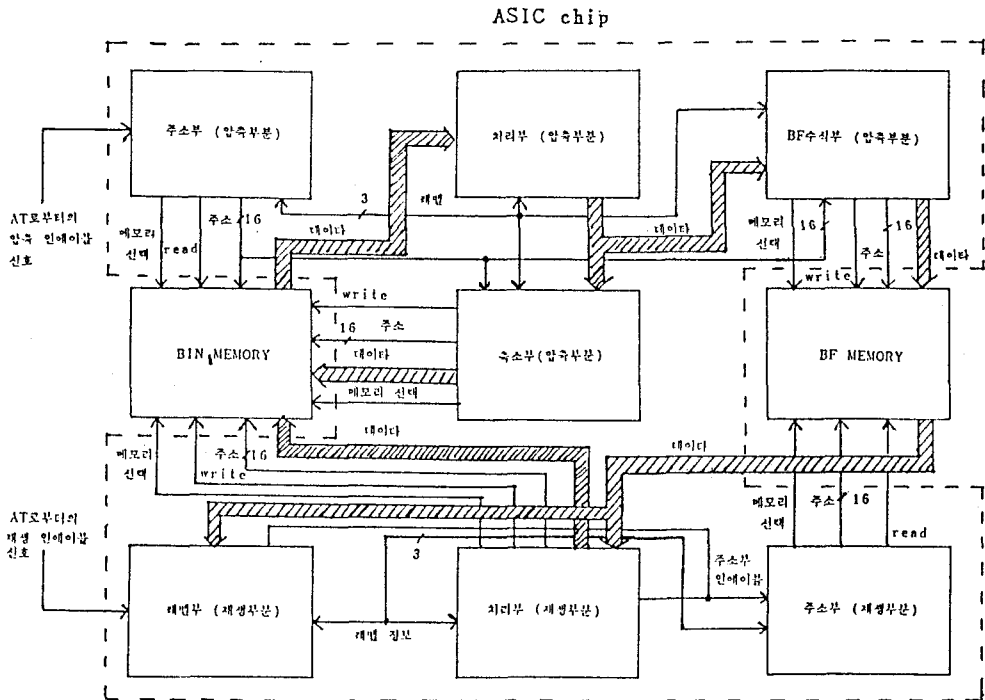 ASIC chip
주소부 (압축부분)
처리부 (압축부분)
BF수식부 (압축부분)
AT로부터의
압축 인에이블
신호
메모리
선택
read
주소 16
3
레벨
데이타
데이타
데이타
메모리
선택
16
write
주소
16
데이타
BIN MEMORY
write
16 주소
데이타
메모리 선택
축소부(압축부분)
BF MEMORY
메모리
선택
주소 16
write
데이타
데이타
메모리
선택
주소 16
read
AT로부터의
재생 인에이블
신호
3
주소부
인에이블
레벨부 (재생부분)
레벨 정보
처리부 (재생부분)
주소부 (재생부분)